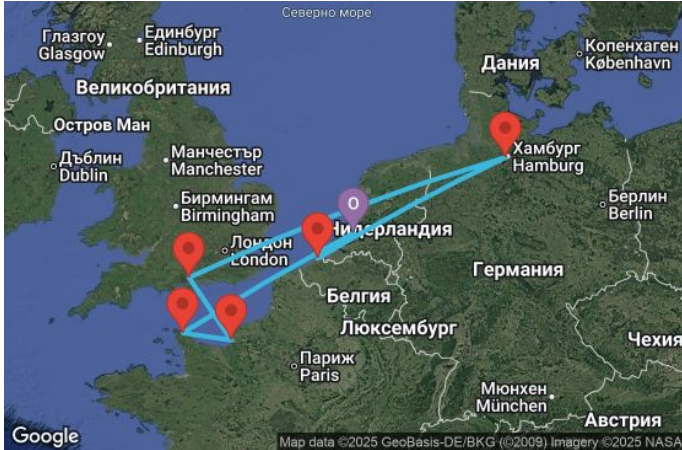 Северно море
Глазгоу
Glasgow
Единбург
Edinburgh
Копенхаген
København
Дания
Великобритания
Остров Ман
Дъблин
Dublin
Манчестър
Manchester
Хамбург
Hamburg
Бирмингам
Birmingham
Берлин
Berlin
O
Нидерландия
Лондон
London
Германия
Белгия
Люксембург
Чехия
Париж
Paris
Мюнхен
München
Австрия
Google
Map data ©2025 GeoBasis-DE/BKG (©2009) Imagery ©2025 NASA